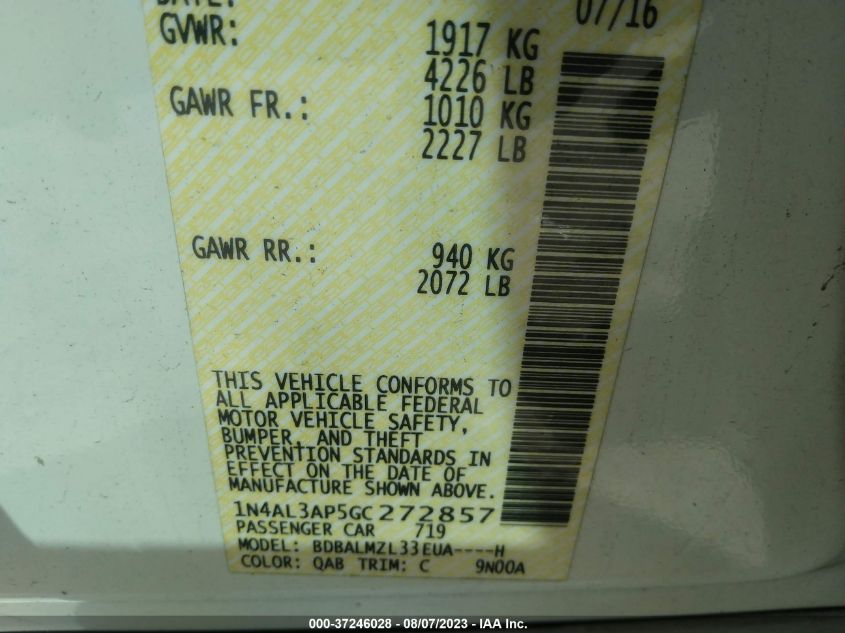 DATE: 07/16
GVWR: 1917 KG
4226 LB
GAWR FR.: 1010 KG
2227 LB
GAWR RR.: 940 KG
2072 LB
THIS VEHICLE CONFORMS TO
ALL APPLICABLE FEDERAL
MOTOR VEHICLE SAFETY,
BUMPER, AND THEFT
PREVENTION STANDARDS IN
EFFECT ON THE DATE OF
MANUFACTURE SHOWN ABOVE.
1N4AL3AP5GC272857
PASSENGER CAR 719
MODEL: BDBALMZL33EUA----H
COLOR: QAB TRIM: C 9N00A
000-37246028 - 08/07/2023 - IAA Inc.